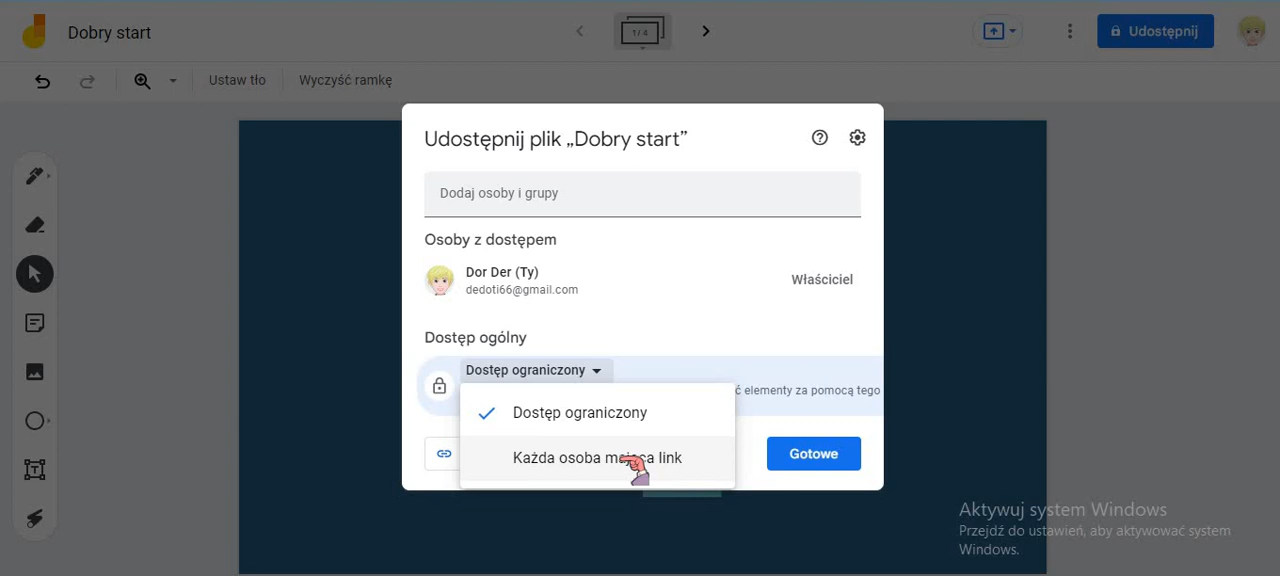 Dobry start
1 / 4
Udostępnij
Ustaw tło
Wyczyść ramkę
Udostępnij plik „Dobry start”
Dodaj osoby i grupy
Osoby z dostępem
Dor Der (Ty)
dedoti66@gmail.com
Właściciel
Dostęp ogólny
Dostęp ograniczony
elementy za pomocą tego
Dostęp ograniczony
Każda osoba mająca link
Gotowe
Aktywuj system Windows
Przejdź do ustawień, aby aktywować system
Windows.